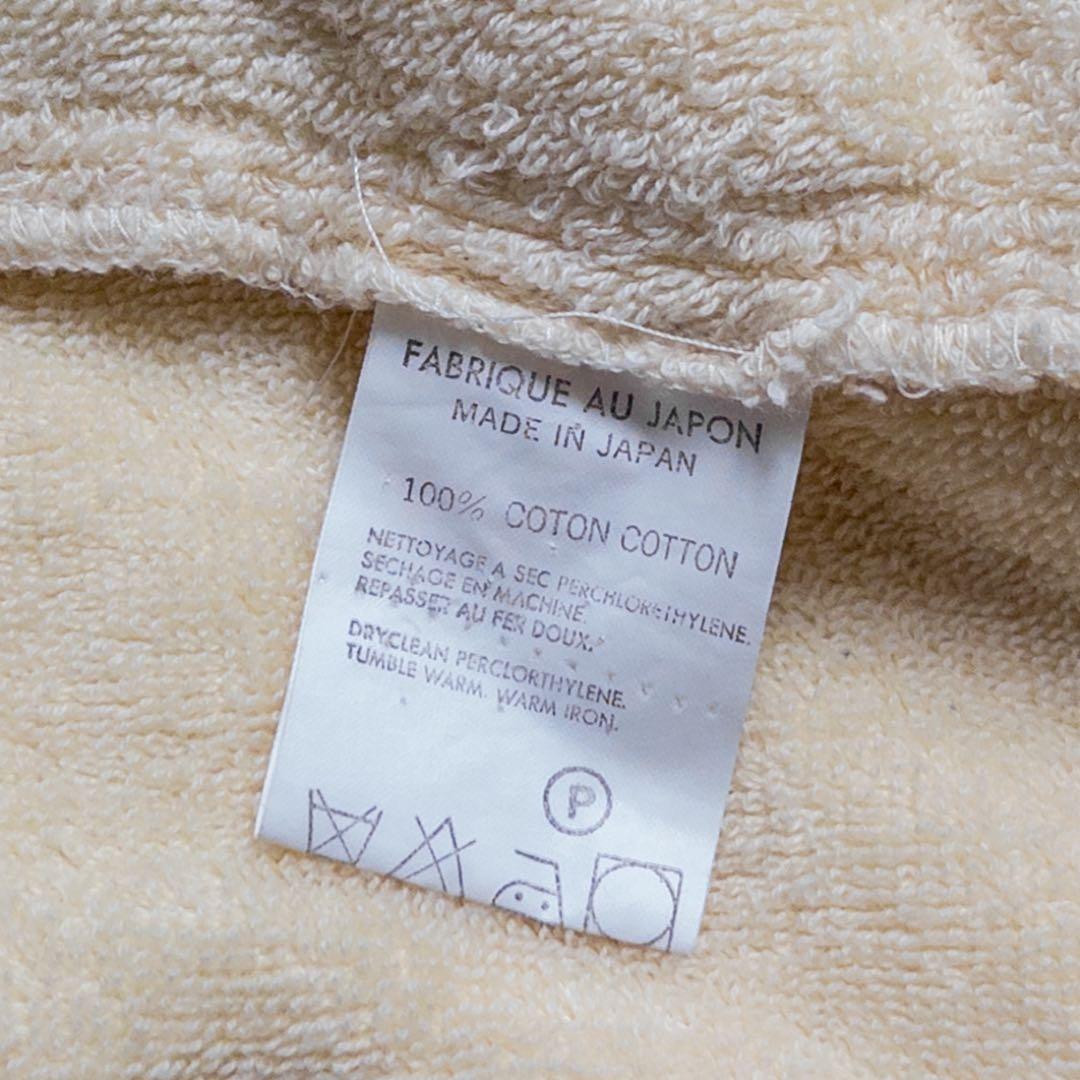 FABRIQUE AU JAPON
MADE IN JAPAN
100% COTON COTTON
NETTOYAGE A SEC PERCHLORETHYLENE.
SECHAGE EN MACHINE.
REPASSER AU FER DOUX.
DRYCLEAN PERCLORTHYLENE.
TUMBLE WARM. WARM IRON.
P